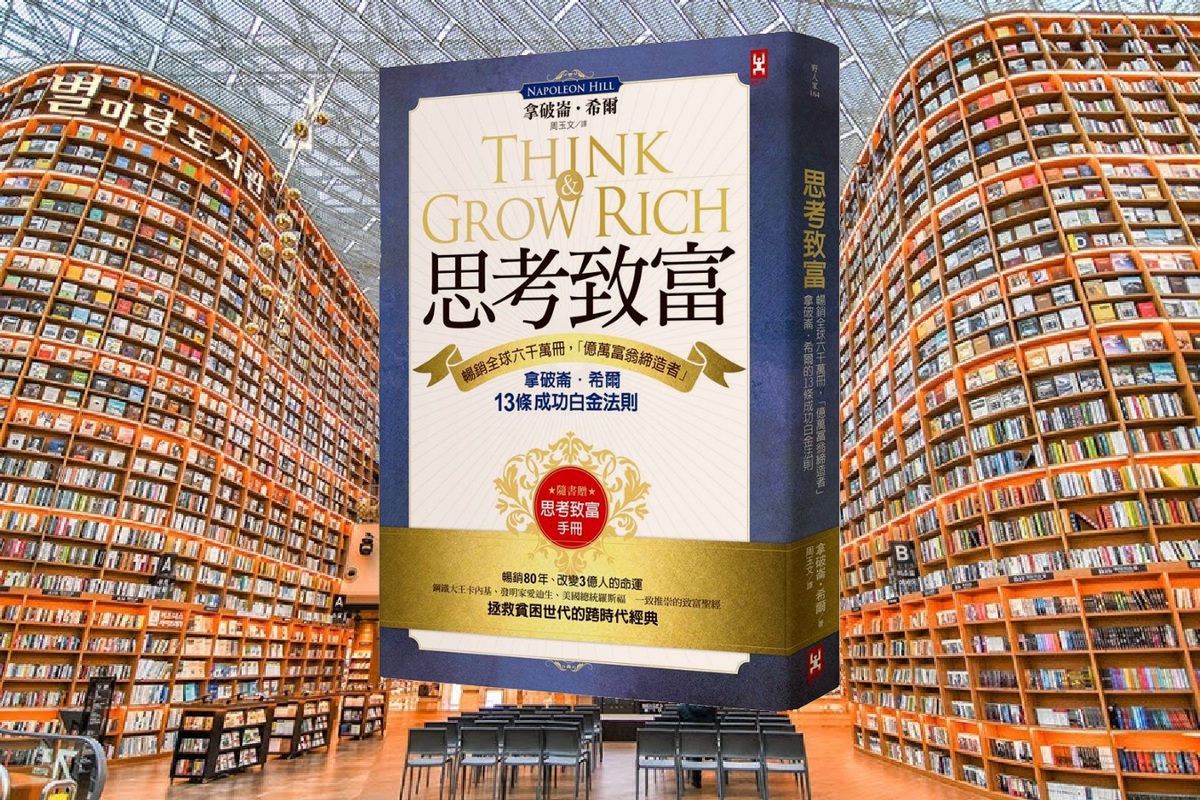 별마당 도서관
NAPOLEON HILL
拿破崙・希爾
周玉文／譯
THINK
&
GROW RICH
思考致富
暢銷全球六千萬冊，「億萬富翁締造者」
拿破崙・希爾
13條成功白金法則
★隨書贈★
思考致富
手冊
暢銷80年、改變3億人的命運
鋼鐵大王卡內基、發明家愛迪生、美國總統羅斯福 一致推崇的致富聖經
拯救貧困世代的跨時代經典
野人家
164
思考致富
暢銷全球六千萬冊，「億萬富翁締造者」
拿破崙・希爾的13條成功白金法則
拿破崙・希爾 著
周玉文 譯
A
A
B